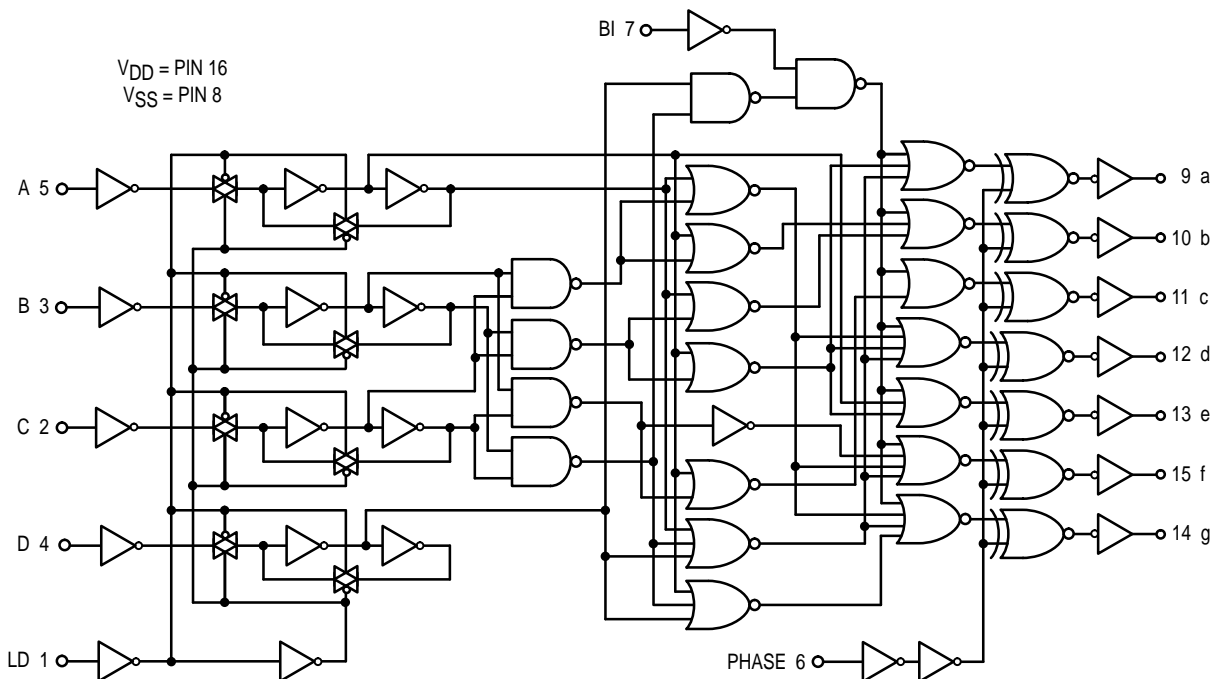 BI 7
VDD = PIN 16
VSS = PIN 8
A 5
9 a
10 b
B 3
11 c
12 d
C 2
13 e
15 f
D 4
14 g
LD 1
PHASE 6